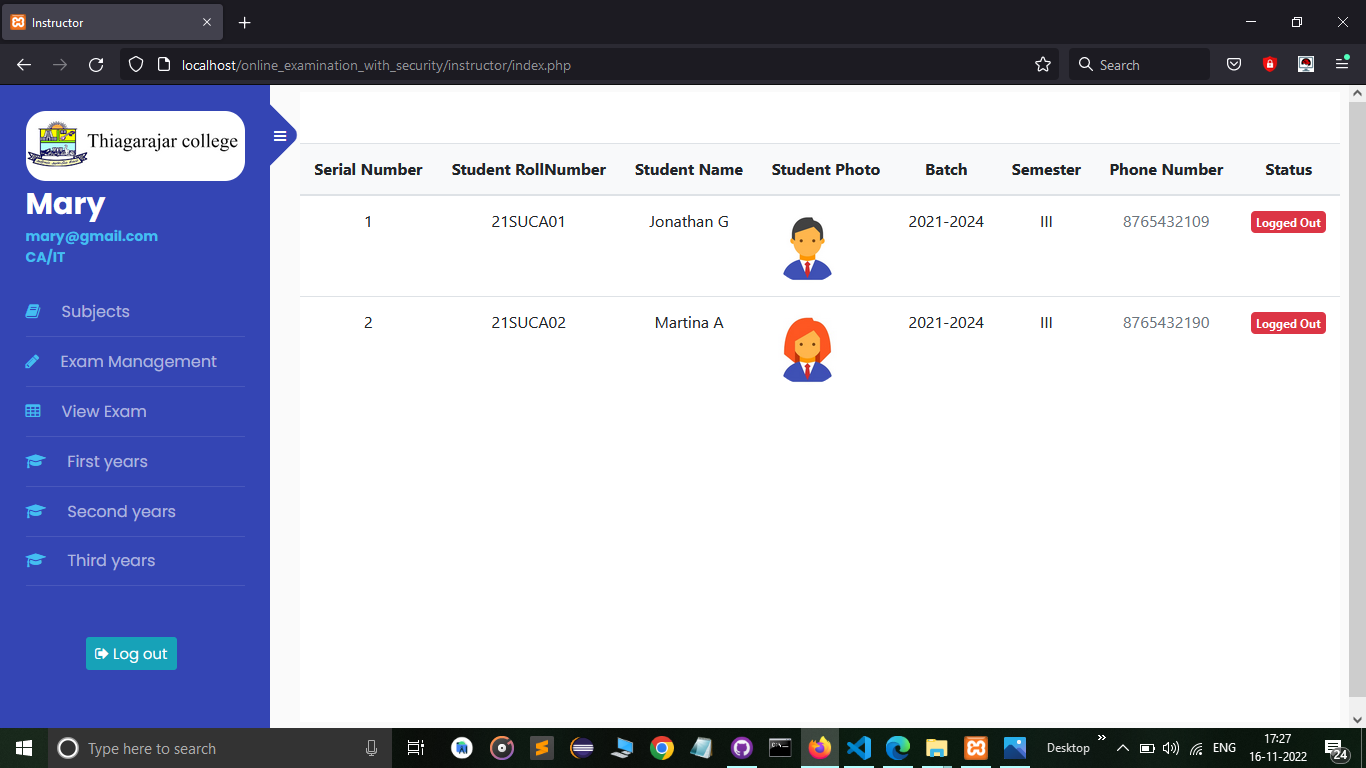 Instructor
localhost/online_examination_with_security/instructor/index.php
Search
Thiagarajar college
Mary
mary@gmail.com
CA/IT
Subjects
Exam Management
View Exam
First years
Second years
Third years
Log out
Serial Number Student RollNumber Student Name Student Photo Batch Semester Phone Number Status
1 21SUCA01 Jonathan G 2021-2024 III 8765432109 Logged Out
2 21SUCA02 Martina A 2021-2024 III 8765432190 Logged Out
Type here to search
Desktop
ENG
17:27
16-11-2022
24